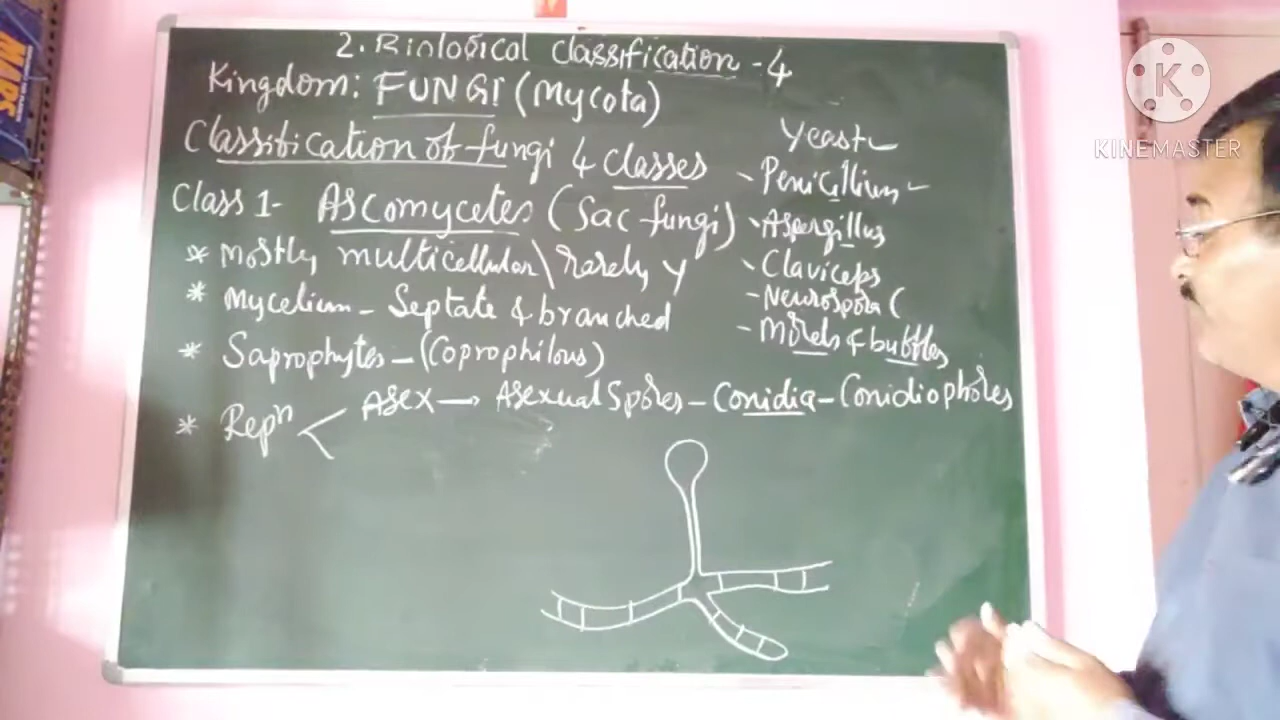 2. Biological classification - 4
Kingdom: FUNGI (Mycota)
Classification of fungi 4 classes
Class 1- Ascomycetes (Sac fungi)
* Mostly multicellular \ rarely y
* Mycelium - Septate & branched
* Saprophytes - (Coprophilous)
* Repn < Asex → Asexual Spores - Conidia - Conidiophores
Yeast -
- Penicillium -
- Aspergillus
- Claviceps
- Neurospora (
- Morels & buffles
K
KINEMASTER
MARS